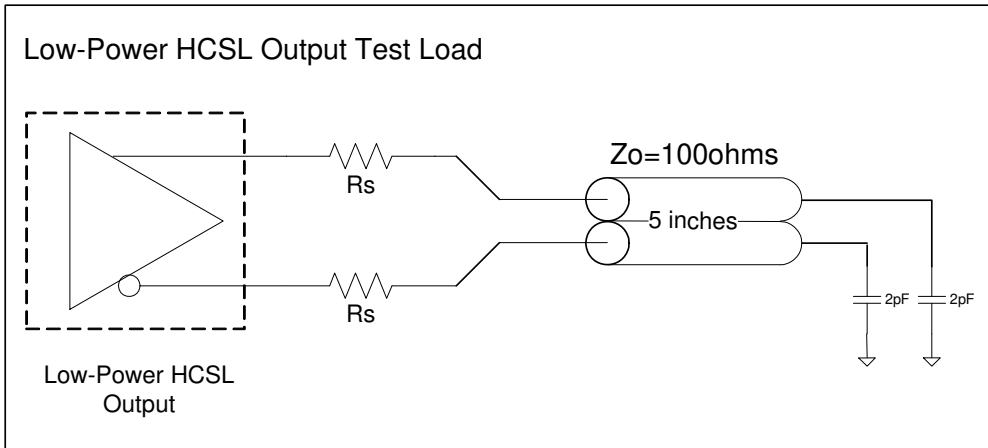 Low-Power HCSL Output Test Load
Rs
Zo=100ohms
5 inches
Rs
2pF
2pF
Low-Power HCSL
Output